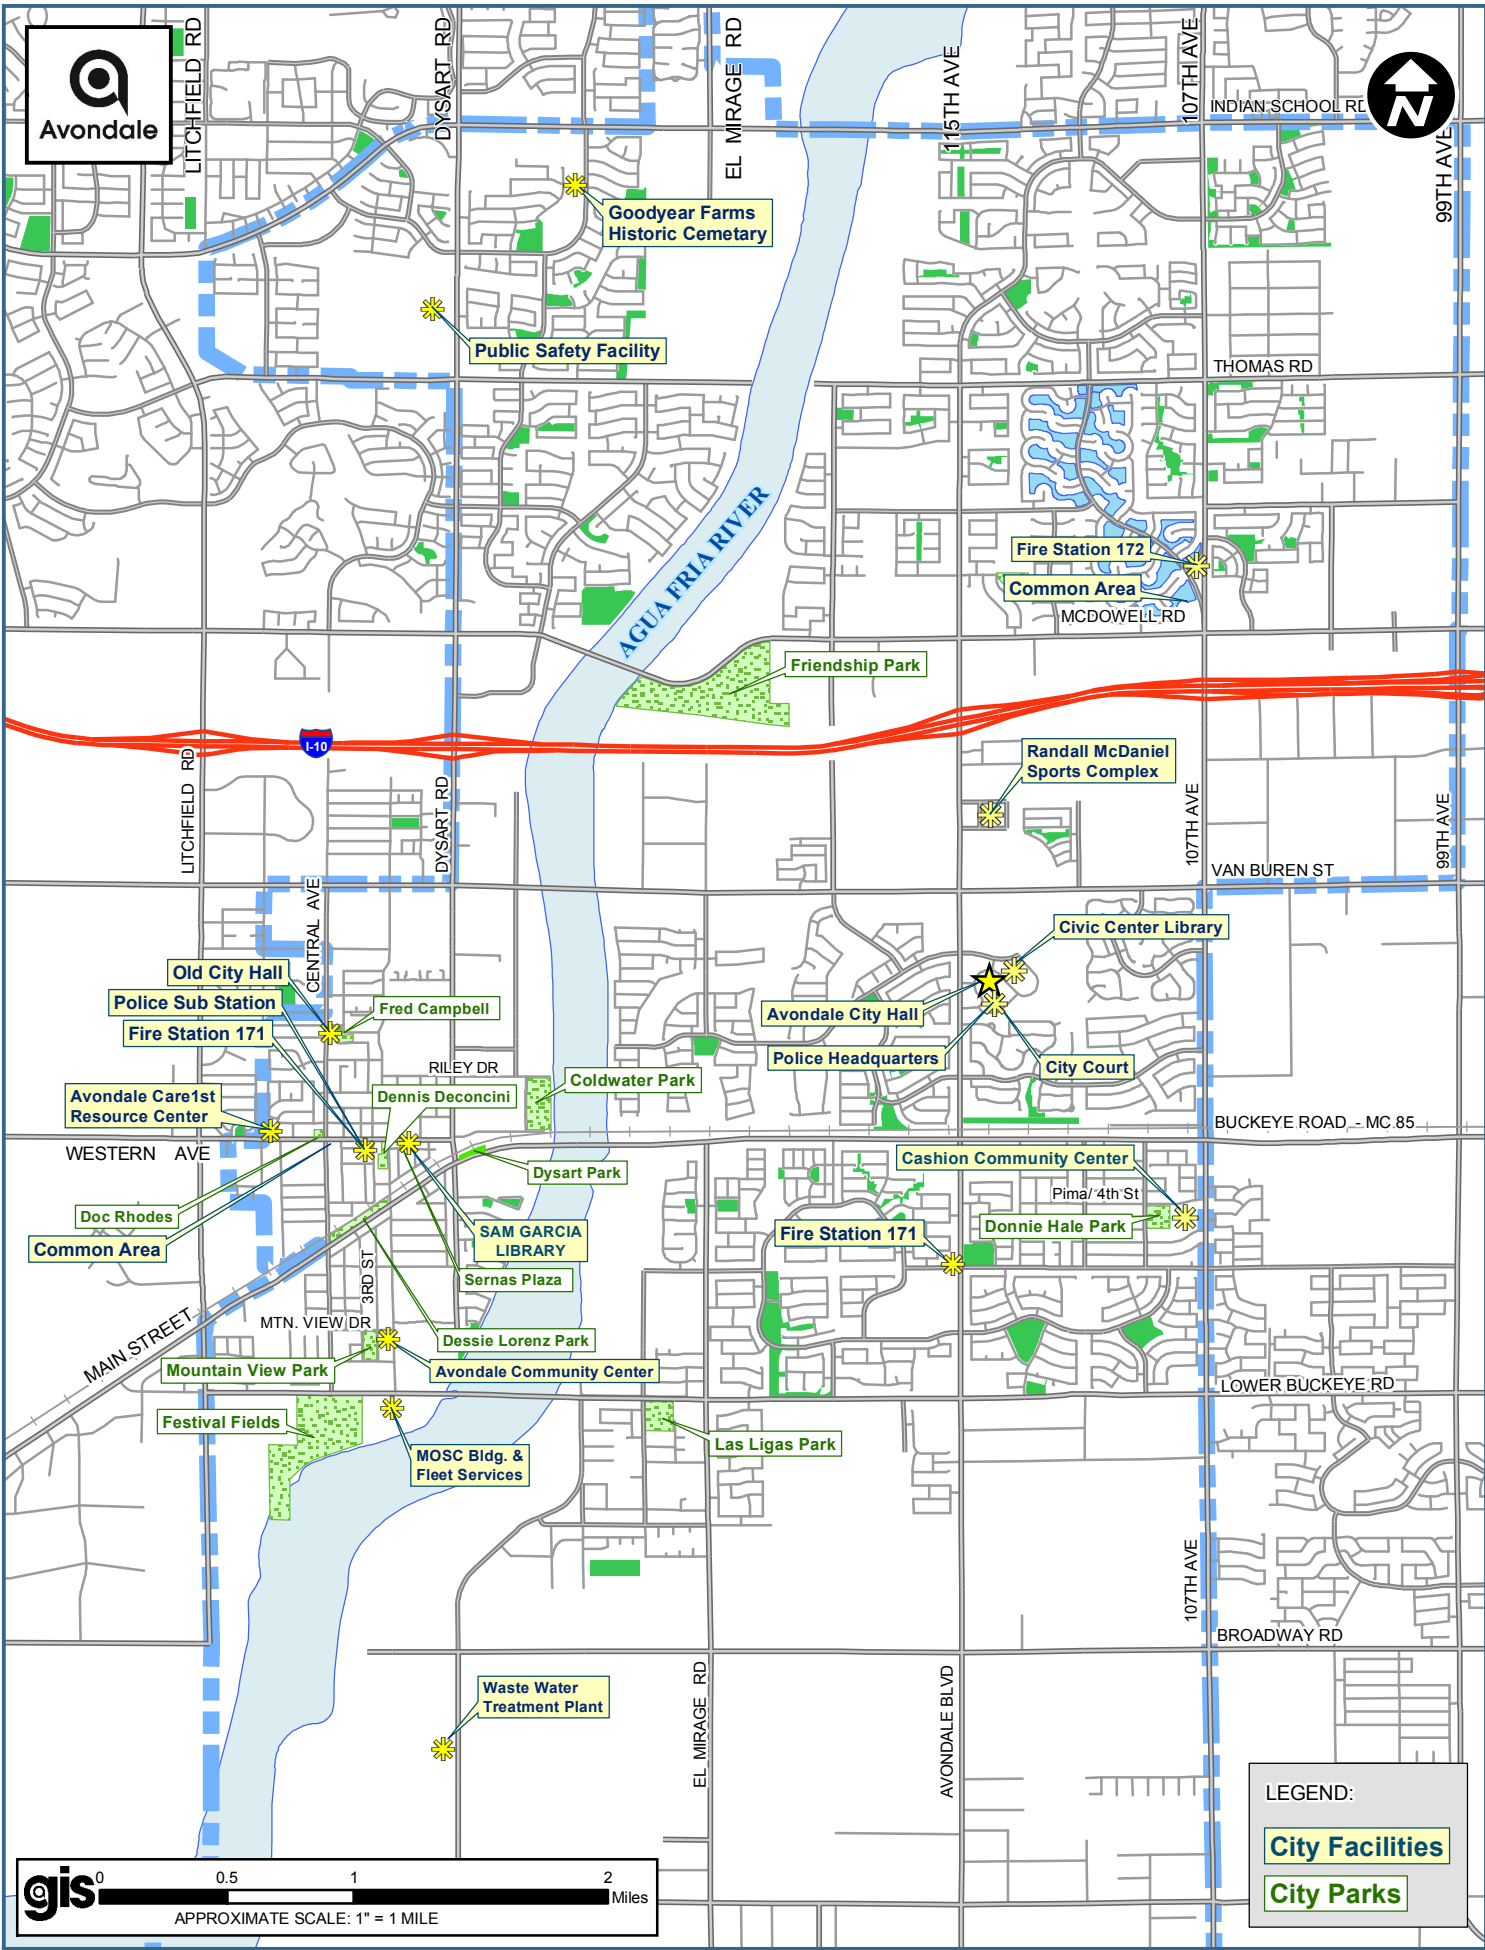 Avondale
LITCHFIELD RD
DYSART RD
EL MIRAGE RD
115TH AVE
107TH AVE
INDIAN SCHOOL RD
N
99TH AVE
Goodyear Farms
Historic Cemetary
Public Safety Facility
THOMAS RD
AGUA FRIA RIVER
Fire Station 172
Common Area
MCDOWELL RD
Friendship Park
I-10
Randall McDaniel
Sports Complex
LITCHFIELD RD
DYSART RD
107TH AVE
99TH AVE
VAN BUREN ST
CENTRAL AVE
Civic Center Library
Old City Hall
Police Sub Station
Fred Campbell
Fire Station 171
Avondale City Hall
Police Headquarters
City Court
RILEY DR
Coldwater Park
Avondale Care1st
Resource Center
Dennis Deconcini
BUCKEYE ROAD - MC 85
WESTERN AVE
Cashion Community Center
Dysart Park
Pima/ 4th St
Doc Rhodes
Donnie Hale Park
Common Area
SAM GARCIA
LIBRARY
Fire Station 171
3RD ST
Sernas Plaza
MTN. VIEW DR
MAIN STREET
Dessie Lorenz Park
Mountain View Park
Avondale Community Center
LOWER BUCKEYE RD
Festival Fields
Las Ligas Park
MOSC Bldg. &
Fleet Services
107TH AVE
BROADWAY RD
Waste Water
Treatment Plant
EL MIRAGE RD
AVONDALE BLVD
LEGEND:
City Facilities
City Parks
gis
0 0.5 1 2
Miles
APPROXIMATE SCALE: 1" = 1 MILE